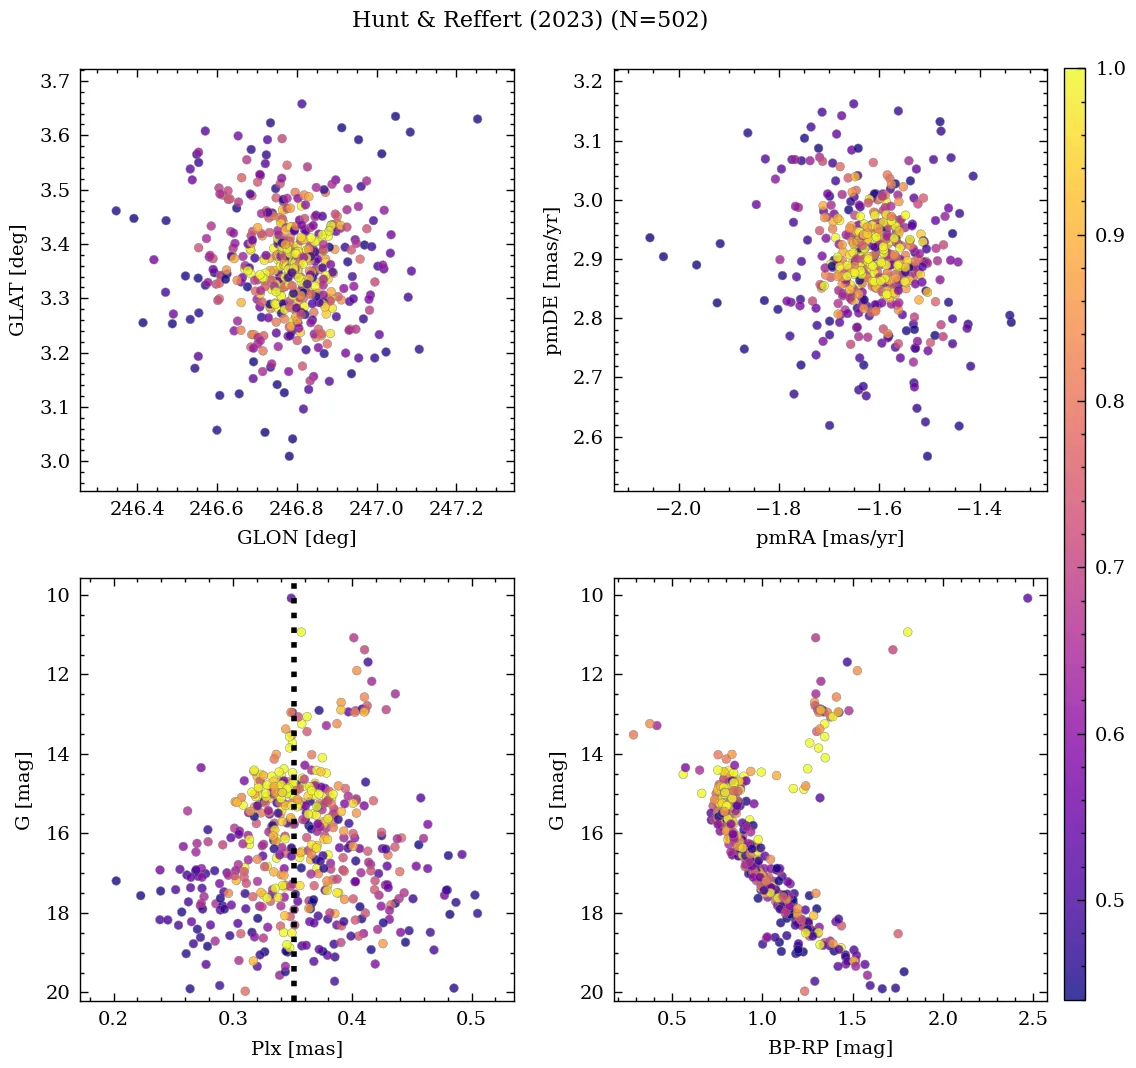 Hunt & Reffert (2023) (N=502)
3.7
3.6
3.5
3.4
3.3
3.2
3.1
3.0
GLAT [deg]
246.4 246.6 246.8 247.0 247.2
GLON [deg]
3.2
3.1
3.0
2.9
2.8
2.7
2.6
pmDE [mas/yr]
−2.0 −1.8 −1.6 −1.4
pmRA [mas/yr]
10
12
14
16
18
20
G [mag]
0.2 0.3 0.4 0.5
Plx [mas]
10
12
14
16
18
20
G [mag]
0.5 1.0 1.5 2.0 2.5
BP-RP [mag]
1.0
0.9
0.8
0.7
0.6
0.5